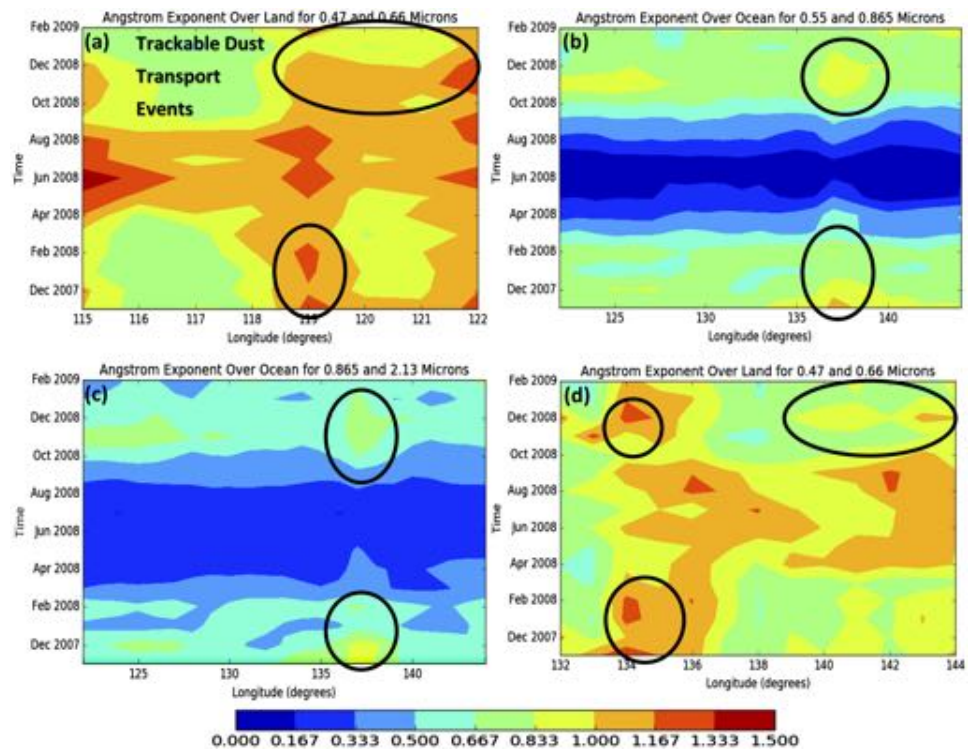 Angstrom Exponent Over Land for 0.47 and 0.66 Microns
(a) Trackable Dust
Transport
Events
Feb 2009
Dec 2008
Oct 2008
Aug 2008
Jun 2008
Apr 2008
Feb 2008
Dec 2007
Time
115 116 117 118 119 120 121 122
Longitude (degrees)
Angstrom Exponent Over Ocean for 0.55 and 0.865 Microns
(b)
Feb 2009
Dec 2008
Oct 2008
Aug 2008
Jun 2008
Apr 2008
Feb 2008
Dec 2007
Time
125 130 135 140
Longitude (degrees)
Angstrom Exponent Over Ocean for 0.865 and 2.13 Microns
(c)
Feb 2009
Dec 2008
Oct 2008
Aug 2008
Jun 2008
Apr 2008
Feb 2008
Dec 2007
Time
125 130 135 140
Longitude (degrees)
Angstrom Exponent Over Land for 0.47 and 0.66 Microns
(d)
Feb 2009
Dec 2008
Oct 2008
Aug 2008
Jun 2008
Apr 2008
Feb 2008
Dec 2007
Time
132 134 136 138 140 142 144
Longitude (degrees)
0.000 0.167 0.333 0.500 0.667 0.833 1.000 1.167 1.333 1.500